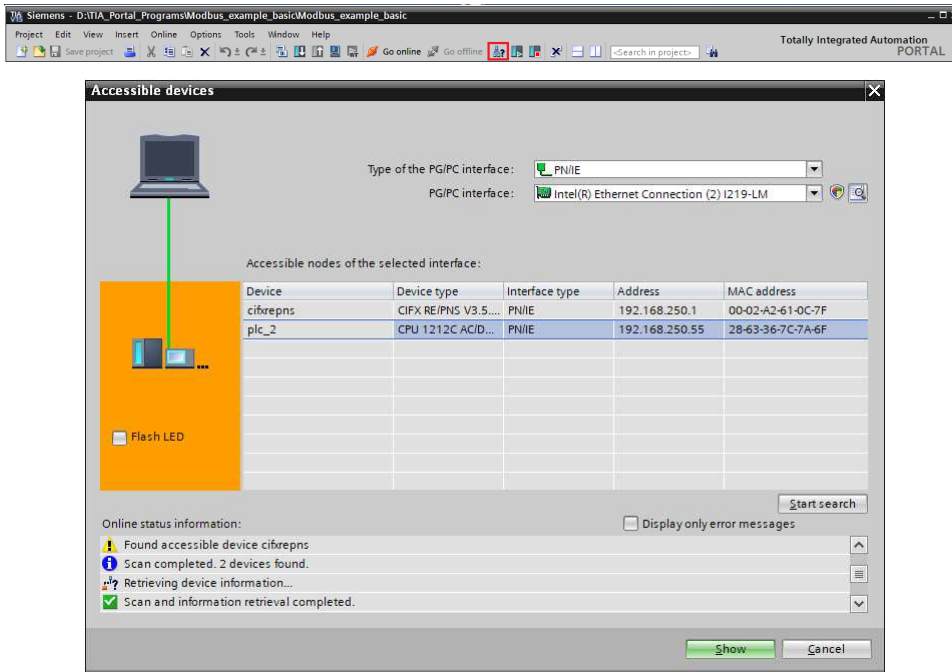 Siemens - D:\TIA_Portal_Programs\Modbus_example_basic\Modbus_example_basic
Project Edit View Insert Online Options Tools Window Help
Totally Integrated Automation
PORTAL
Save project Go online Go offline <Search in project>
Accessible devices
Type of the PG/PC interface: PN/IE
PG/PC interface: Intel(R) Ethernet Connection (2) I219-LM
Accessible nodes of the selected interface:
Device Device type Interface type Address MAC address
cifxrepns CIFX RE/PNS V3.5.... PN/IE 192.168.250.1 00-02-A2-61-0C-7F
plc_2 CPU 1212C AC/D... PN/IE 192.168.250.55 28-63-36-7C-7A-6F
Flash LED
Start search
Online status information: Display only error messages
Found accessible device cifxrepns
Scan completed. 2 devices found.
Retrieving device information...
Scan and information retrieval completed.
Show Cancel